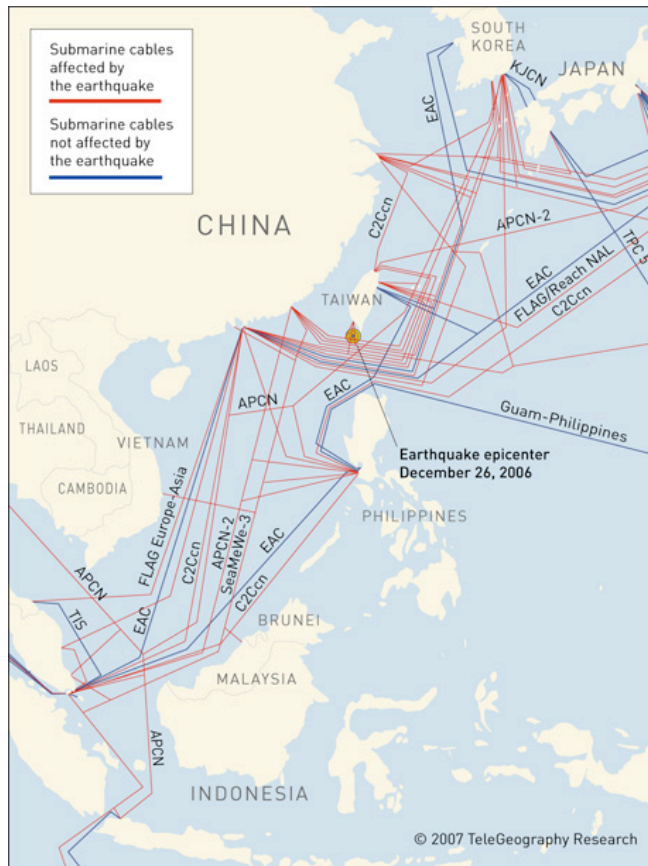 Submarine cables
affected by
the earthquake
Submarine cables
not affected by
the earthquake
SOUTH
KOREA
JAPAN
KJCN
EAC
CHINA
C2Ccn
APCN-2
TPC 5
EAC
FLAG/Reach NAL
C2Ccn
TAIWAN
LAOS
THAILAND
VIETNAM
CAMBODIA
APCN
EAC
Guam-Philippines
Earthquake epicenter
December 26, 2006
PHILIPPINES
FLAG Europe-Asia
C2Ccn
APCN-2
SeaMeWe-3
EAC
C2Ccn
APCN
TIS
EAC
BRUNEI
MALAYSIA
APCN
INDONESIA
© 2007 TeleGeography Research